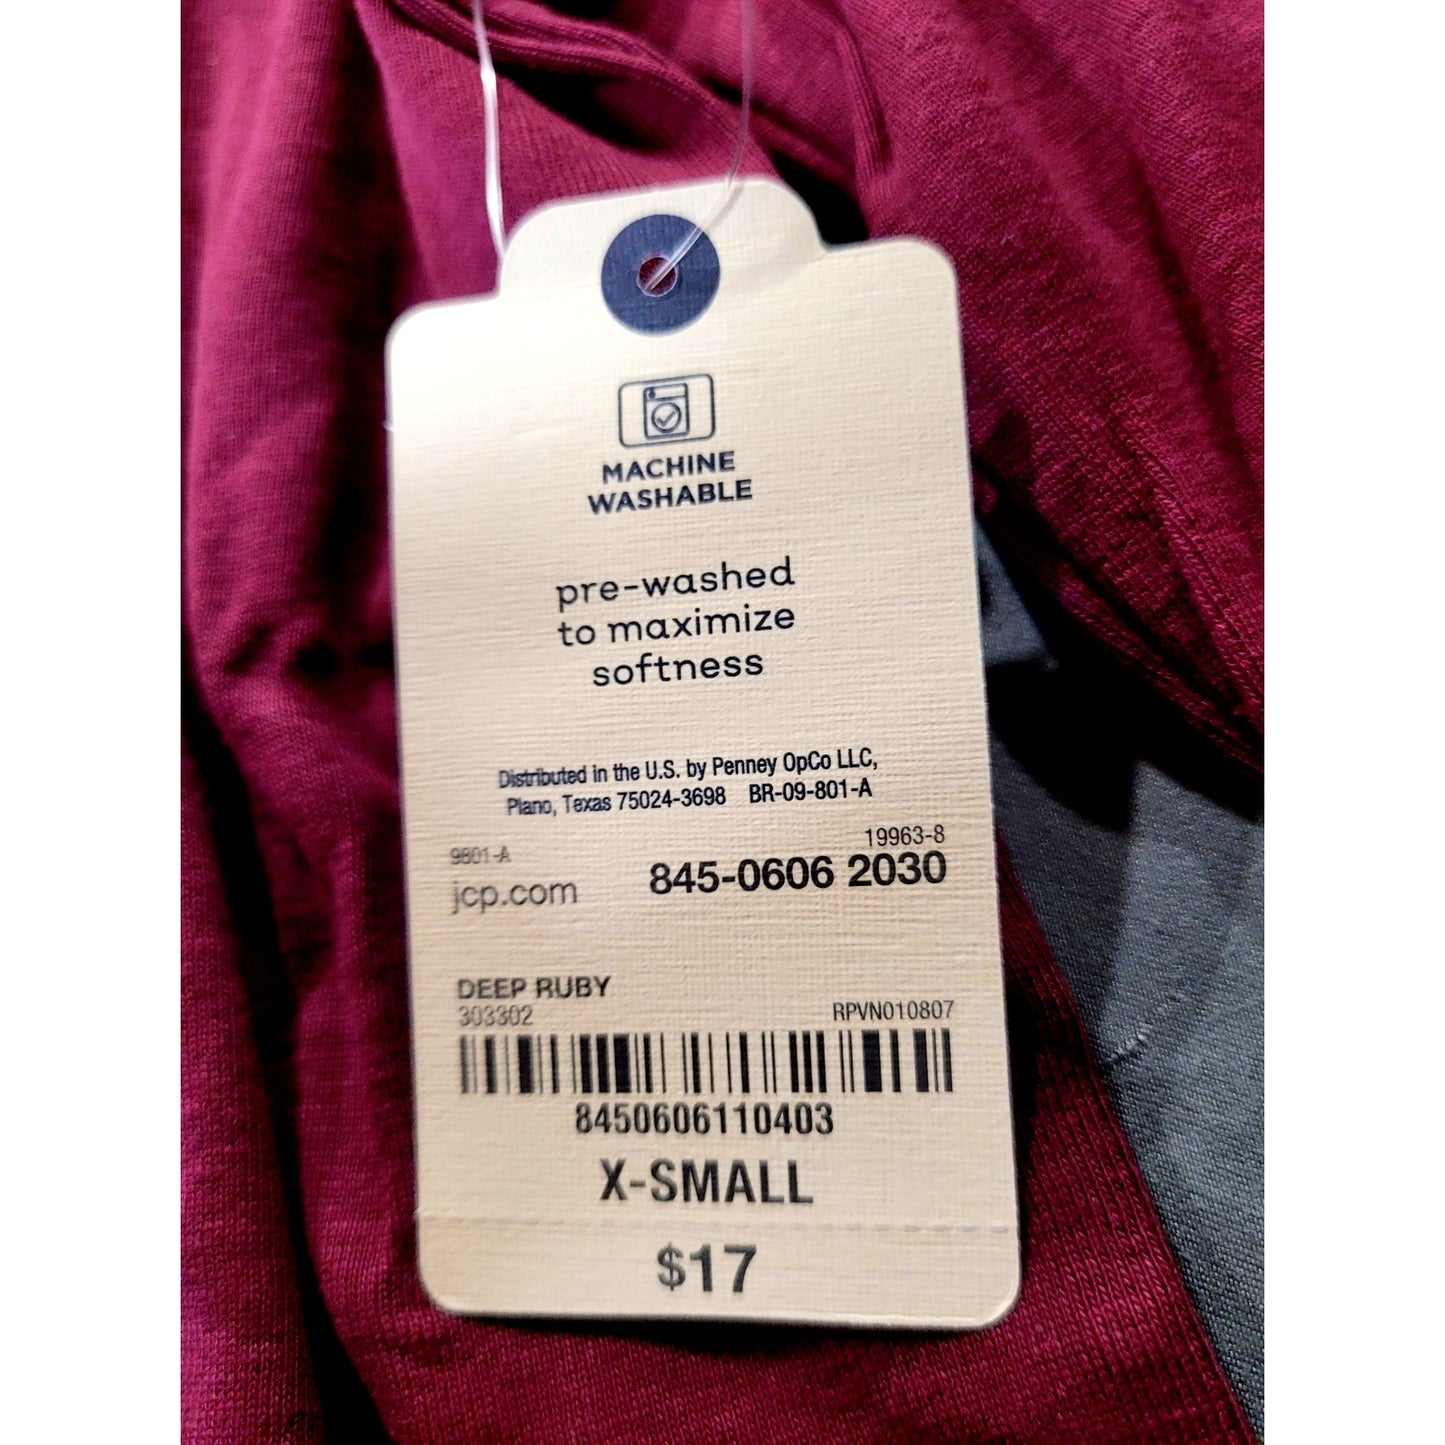 MACHINE
WASHABLE
pre-washed
to maximize
softness
Distributed in the U.S. by Penney OpCo LLC,
Plano, Texas 75024-3698 BR-09-801-A
19963-8
9801-A
845-0606 2030
jcp.com
DEEP RUBY
303302
RPVN010807
8450606110403
X-SMALL
$17